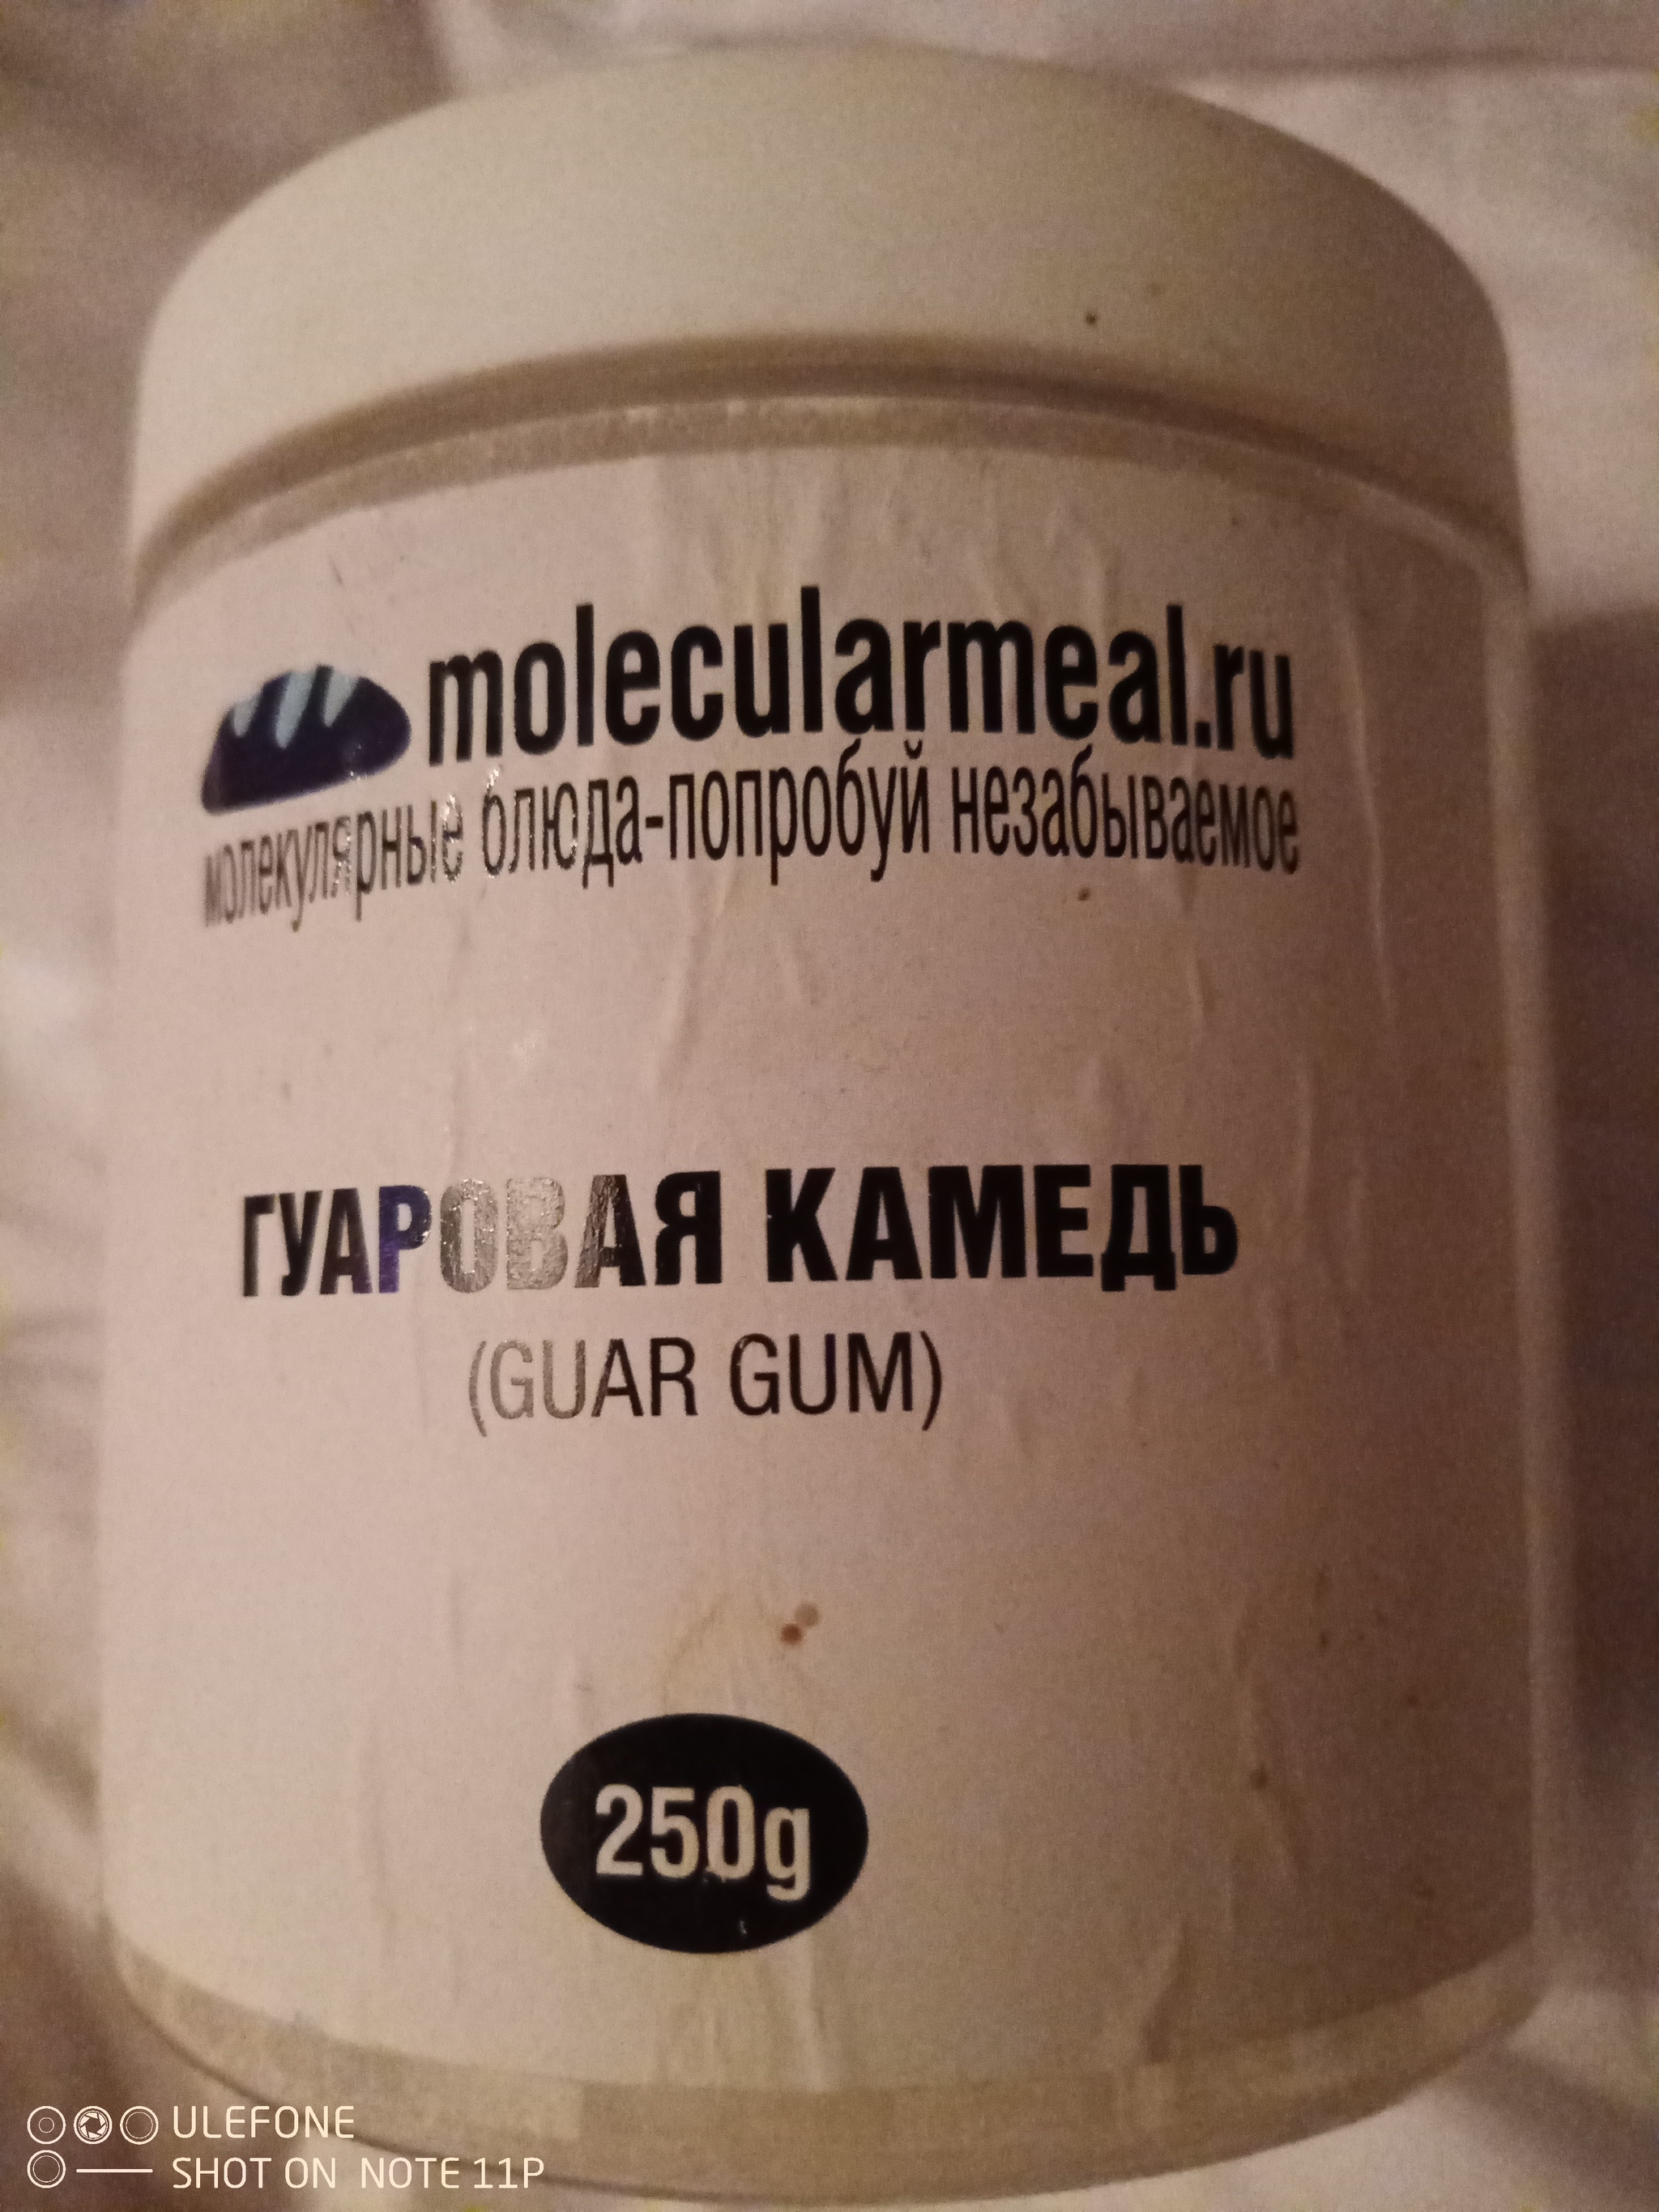 molecularmeal.ru
молекулярные блюда-попробуй незабываемое
ГУАРОВАЯ КАМЕДЬ
(GUAR GUM)
250g
ULEFONE
SHOT ON NOTE 11P